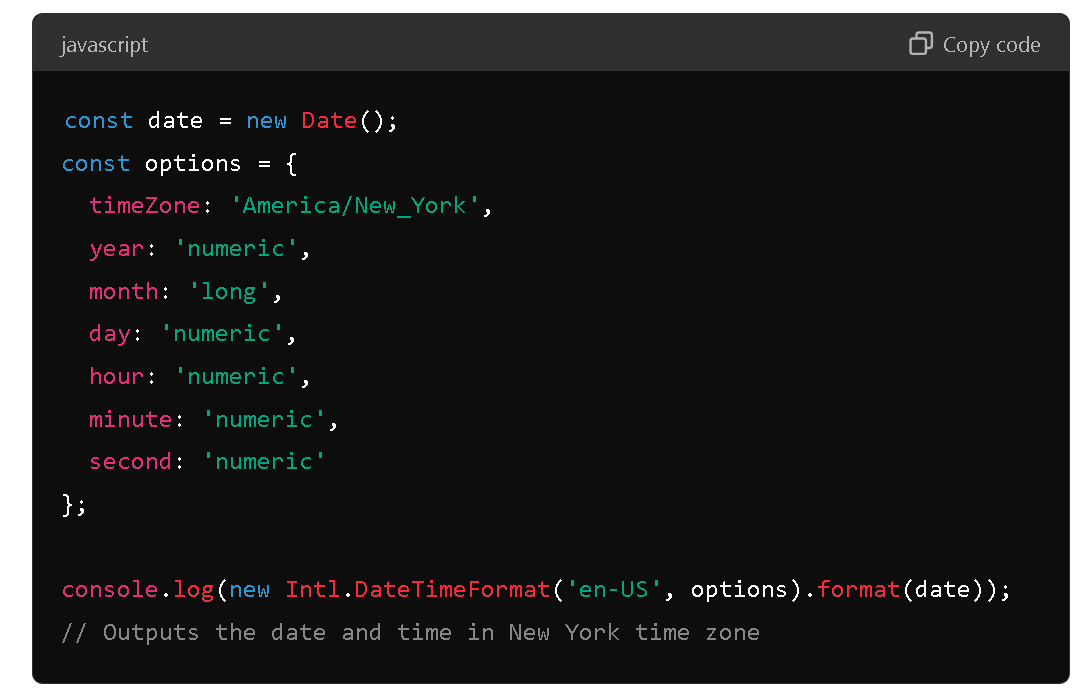 javascript
Copy code
const date = new Date();
const options = {
  timeZone: 'America/New_York',
  year: 'numeric',
  month: 'long',
  day: 'numeric',
  hour: 'numeric',
  minute: 'numeric',
  second: 'numeric'
};
console.log(new Intl.DateTimeFormat('en-US', options).format(date));
// Outputs the date and time in New York time zone